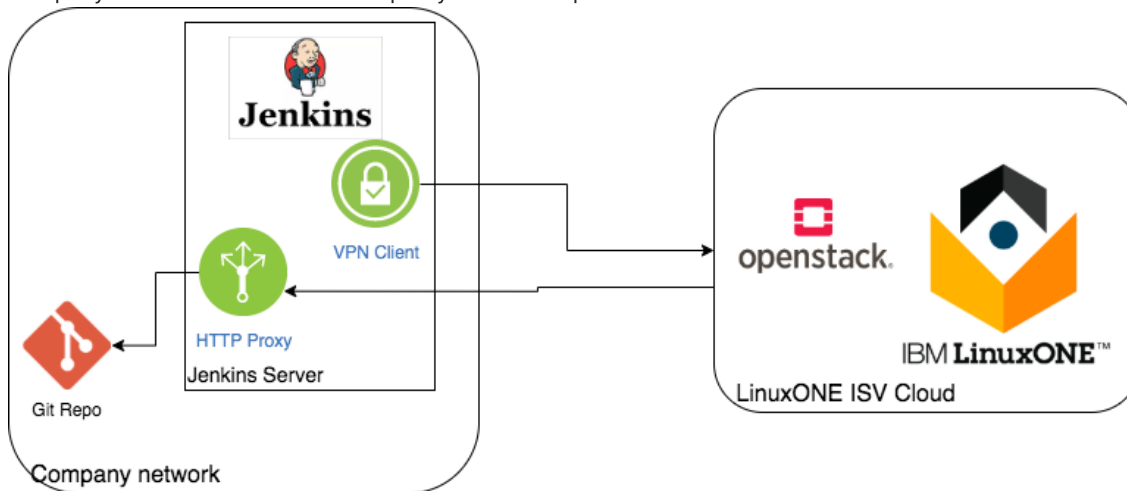 Jenkins
VPN Client
HTTP Proxy
Jenkins Server
Git Repo
Company network
openstack.
IBM LinuxONE™
LinuxONE ISV Cloud